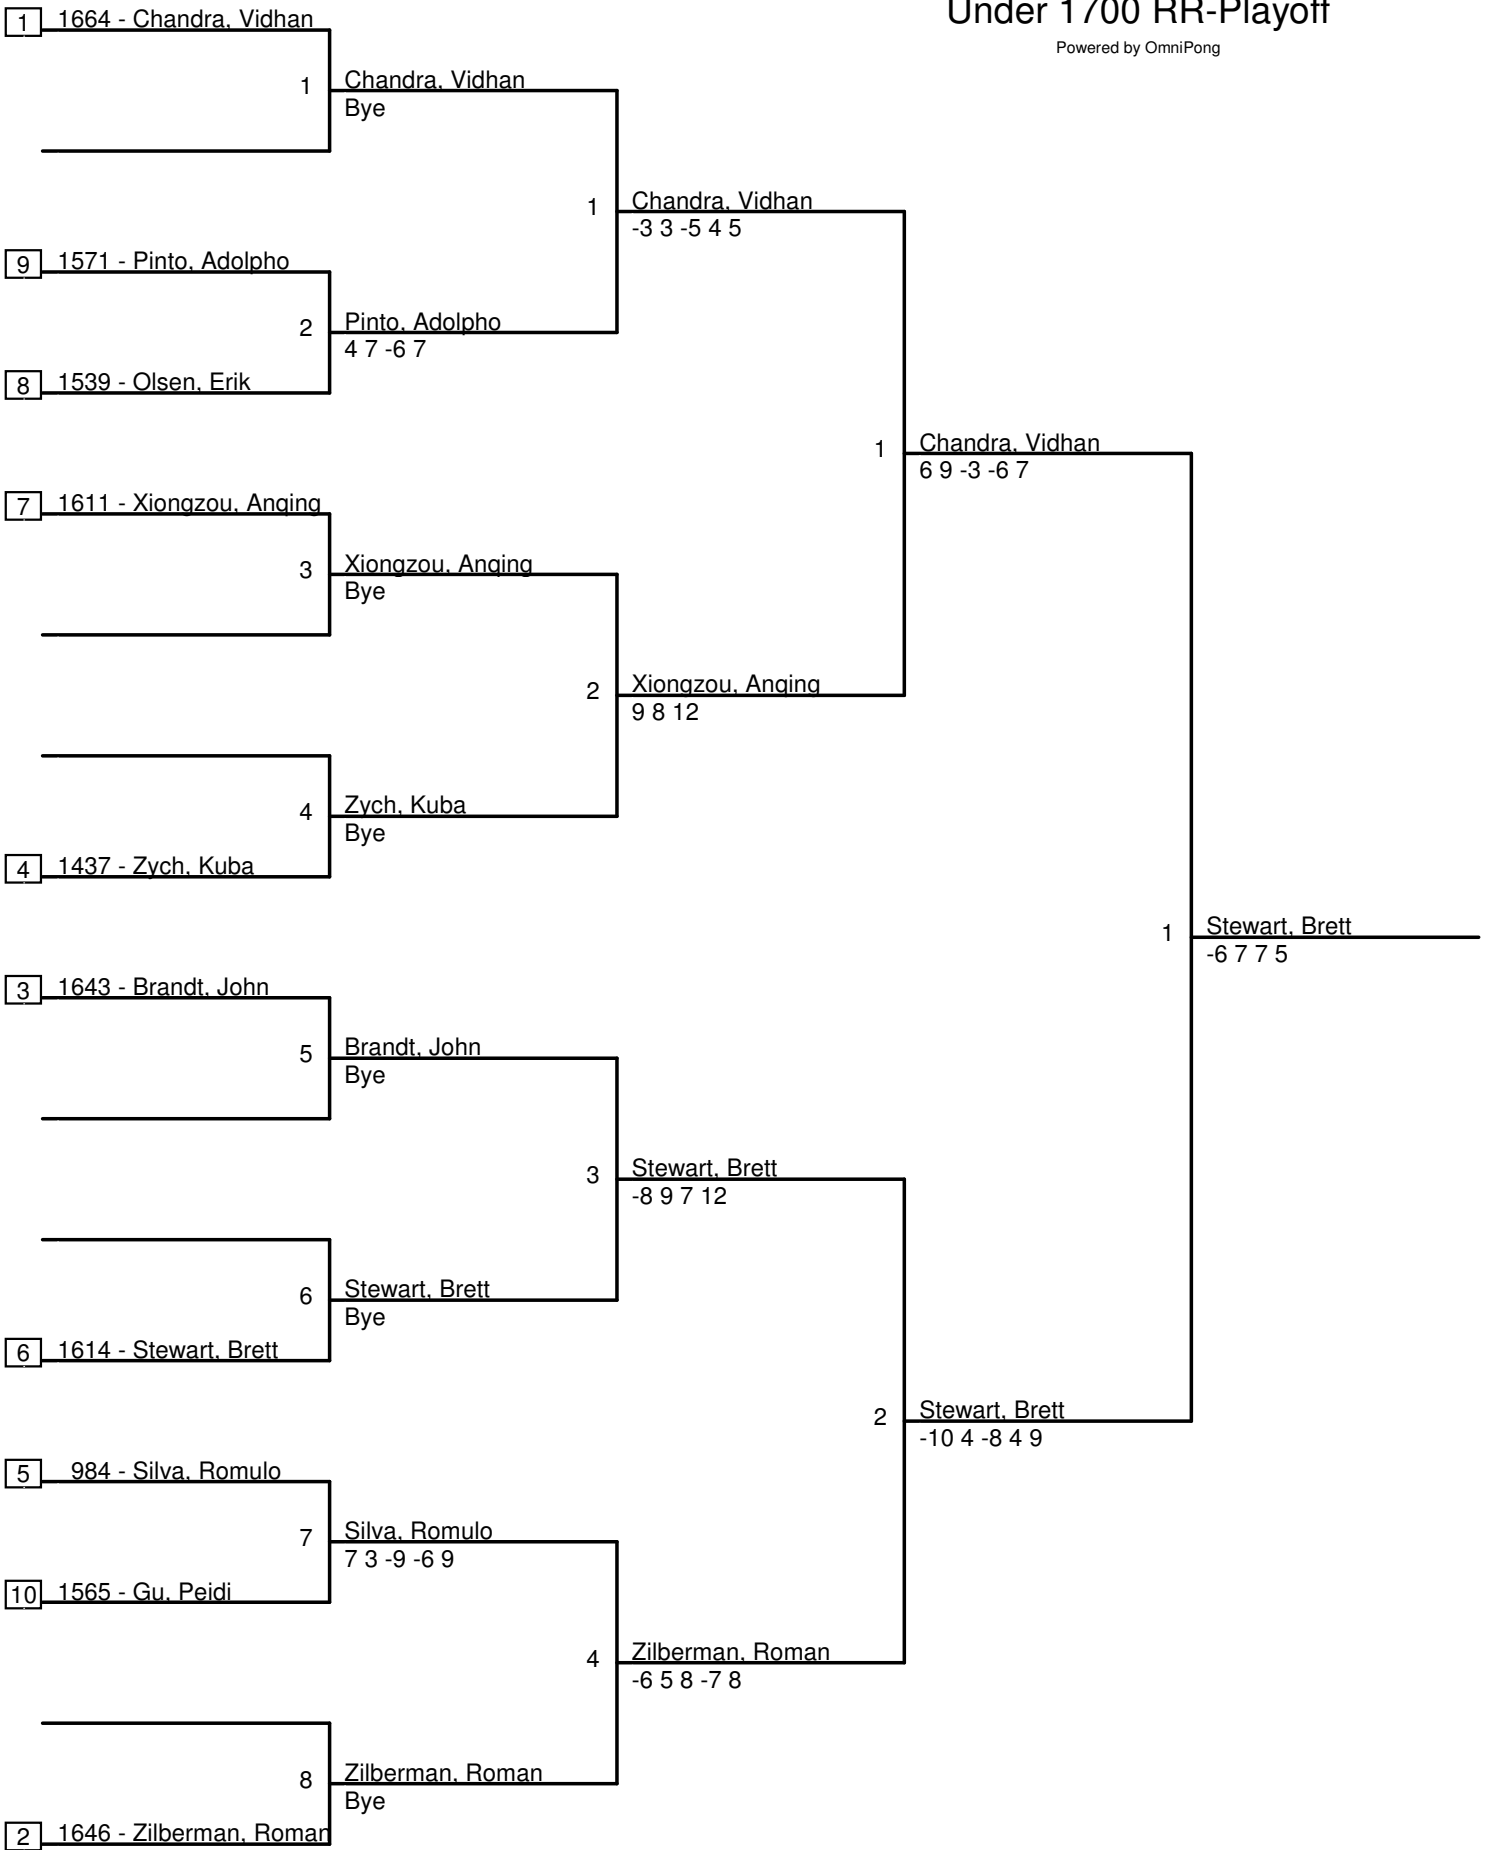 Under 1700 RR-Playoff
Powered by OmniPong
1 1664 - Chandra, Vidhan
1 Chandra, Vidhan
Bye
1 Chandra, Vidhan
-3 3 -5 4 5
9 1571 - Pinto, Adolpho
2 Pinto, Adolpho
4 7 -6 7
8 1539 - Olsen, Erik
1 Chandra, Vidhan
6 9 -3 -6 7
7 1611 - Xiongzou, Anqing
3 Xiongzou, Anqing
Bye
2 Xiongzou, Anqing
9 8 12
4 Zych, Kuba
Bye
4 1437 - Zych, Kuba
1 Stewart, Brett
-6 7 7 5
3 1643 - Brandt, John
5 Brandt, John
Bye
3 Stewart, Brett
-8 9 7 12
6 Stewart, Brett
Bye
6 1614 - Stewart, Brett
2 Stewart, Brett
-10 4 -8 4 9
5 984 - Silva, Romulo
7 Silva, Romulo
7 3 -9 -6 9
10 1565 - Gu, Peidi
4 Zilberman, Roman
-6 5 8 -7 8
8 Zilberman, Roman
Bye
2 1646 - Zilberman, Roman